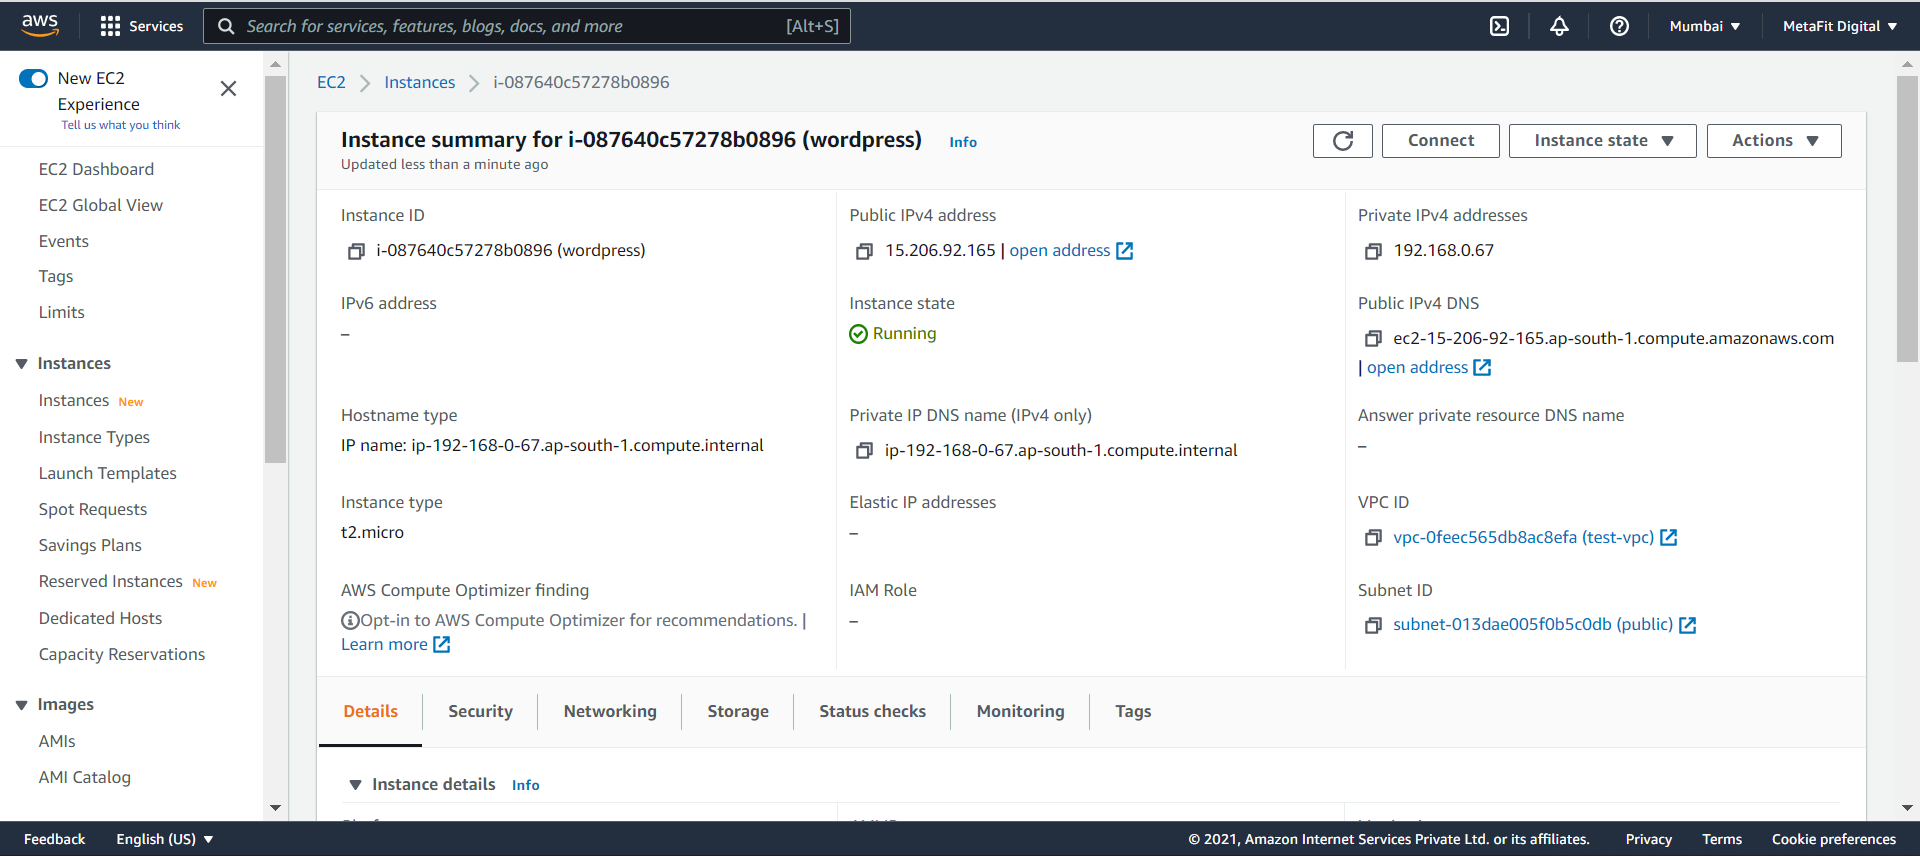 aws
Services
Search for services, features, blogs, docs, and more
[Alt+S]
Mumbai ▼
MetaFit Digital ▼
New EC2
Experience
Tell us what you think
EC2 Dashboard
EC2 Global View
Events
Tags
Limits
Instances
Instances New
Instance Types
Launch Templates
Spot Requests
Savings Plans
Reserved Instances New
Dedicated Hosts
Capacity Reservations
Images
AMIs
AMI Catalog
EC2 > Instances > i-087640c57278b0896
Instance summary for i-087640c57278b0896 (wordpress) Info
Updated less than a minute ago
Connect
Instance state ▼
Actions ▼
Instance ID
i-087640c57278b0896 (wordpress)
Public IPv4 address
15.206.92.165 | open address
Private IPv4 addresses
192.168.0.67
IPv6 address
–
Instance state
Running
Public IPv4 DNS
ec2-15-206-92-165.ap-south-1.compute.amazonaws.com
| open address
Hostname type
IP name: ip-192-168-0-67.ap-south-1.compute.internal
Private IP DNS name (IPv4 only)
ip-192-168-0-67.ap-south-1.compute.internal
Answer private resource DNS name
–
Instance type
t2.micro
Elastic IP addresses
–
VPC ID
vpc-0feec565db8ac8efa (test-vpc)
AWS Compute Optimizer finding
Opt-in to AWS Compute Optimizer for recommendations. |
Learn more
IAM Role
–
Subnet ID
subnet-013dae005f0b5c0db (public)
Details
Security
Networking
Storage
Status checks
Monitoring
Tags
Instance details Info
Feedback
English (US) ▼
© 2021, Amazon Internet Services Private Ltd. or its affiliates.
Privacy
Terms
Cookie preferences